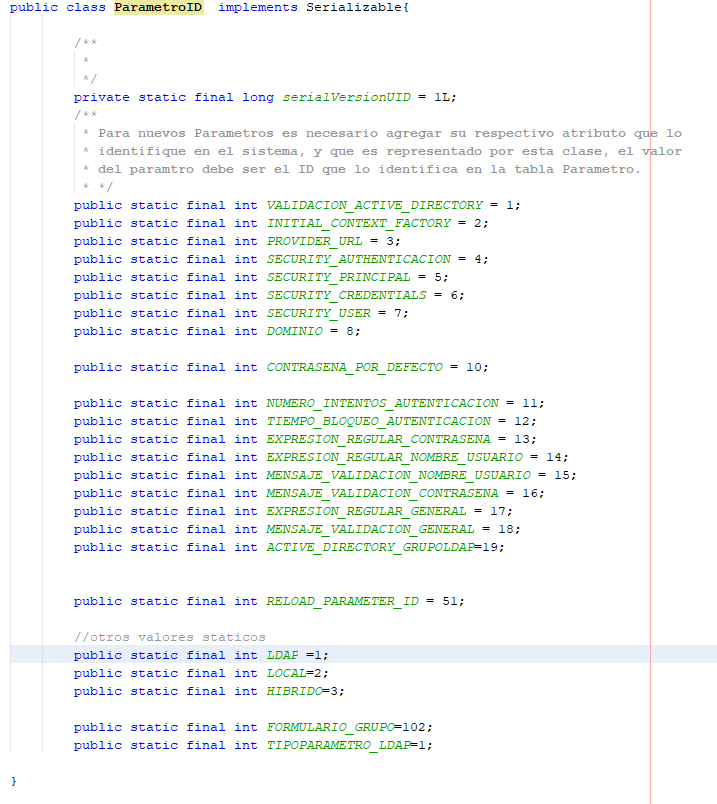 public class ParametroID  implements Serializable{
/**
*
*/
private static final long serialVersionUID = 1L;
/**
* Para nuevos Parametros es necesario agregar su respectivo atributo que lo
* identifique en el sistema, y que es representado por esta clase, el valor
* del paramtro debe ser el ID que lo identifica en la tabla Parametro.
* */
public static final int VALIDACION_ACTIVE_DIRECTORY = 1;
public static final int INITIAL_CONTEXT_FACTORY = 2;
public static final int PROVIDER_URL = 3;
public static final int SECURITY_AUTHENTICACION = 4;
public static final int SECURITY_PRINCIPAL = 5;
public static final int SECURITY_CREDENTIALS = 6;
public static final int SECURITY_USER = 7;
public static final int DOMINIO = 8;
public static final int CONTRASENA_POR_DEFECTO = 10;
public static final int NUMERO_INTENTOS_AUTENTICACION = 11;
public static final int TIEMPO_BLOQUEO_AUTENTICACION = 12;
public static final int EXPRESION_REGULAR_CONTRASENA = 13;
public static final int EXPRESION_REGULAR_NOMBRE_USUARIO = 14;
public static final int MENSAJE_VALIDACION_NOMBRE_USUARIO = 15;
public static final int MENSAJE_VALIDACION_CONTRASENA = 16;
public static final int EXPRESION_REGULAR_GENERAL = 17;
public static final int MENSAJE_VALIDACION_GENERAL = 18;
public static final int ACTIVE_DIRECTORY_GRUPOLDAP=19;
public static final int RELOAD_PARAMETER_ID = 51;
//otros valores staticos
public static final int LDAP =1;
public static final int LOCAL=2;
public static final int HIBRIDO=3;
public static final int FORMULARIO_GRUPO=102;
public static final int TIPOPARAMETRO_LDAP=1;
}